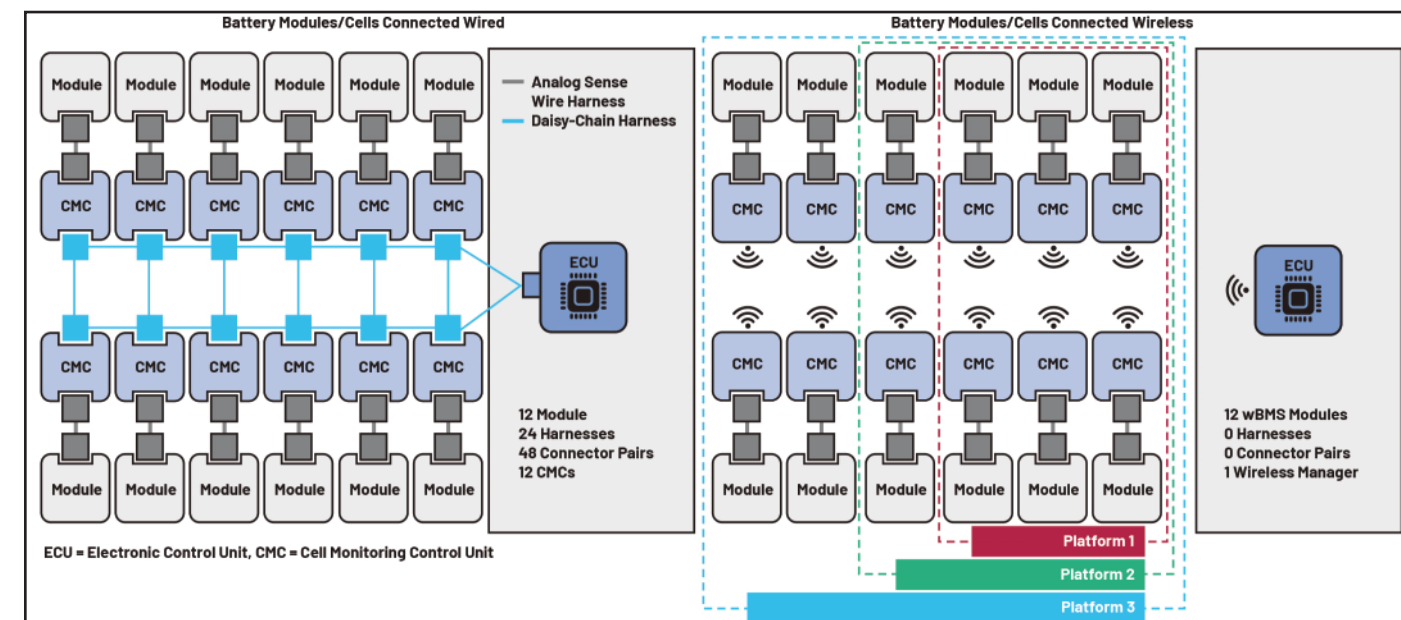 Battery Modules/Cells Connected Wired
Module Module Module Module Module Module
Analog Sense
Wire Harness
Daisy-Chain Harness
CMC CMC CMC CMC CMC CMC
ECU
CMC CMC CMC CMC CMC CMC
12 Module
24 Harnesses
48 Connector Pairs
12 CMCs
Module Module Module Module Module Module
ECU = Electronic Control Unit, CMC = Cell Monitoring Control Unit
Battery Modules/Cells Connected Wireless
Module Module Module Module Module Module
CMC CMC CMC CMC CMC CMC
ECU
CMC CMC CMC CMC CMC CMC
12 wBMS Modules
0 Harnesses
0 Connector Pairs
1 Wireless Manager
Module Module Module Module Module Module
Platform 1
Platform 2
Platform 3